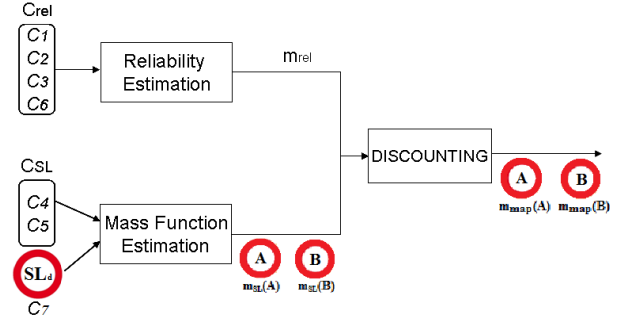 Crel
C1
C2
C3
C6
Reliability
Estimation
mrel
DISCOUNTING
A
B
mmap(A)
mmap(B)
CSL
C4
C5
SLd
C7
Mass Function
Estimation
A
B
mSL(A)
mSL(B)